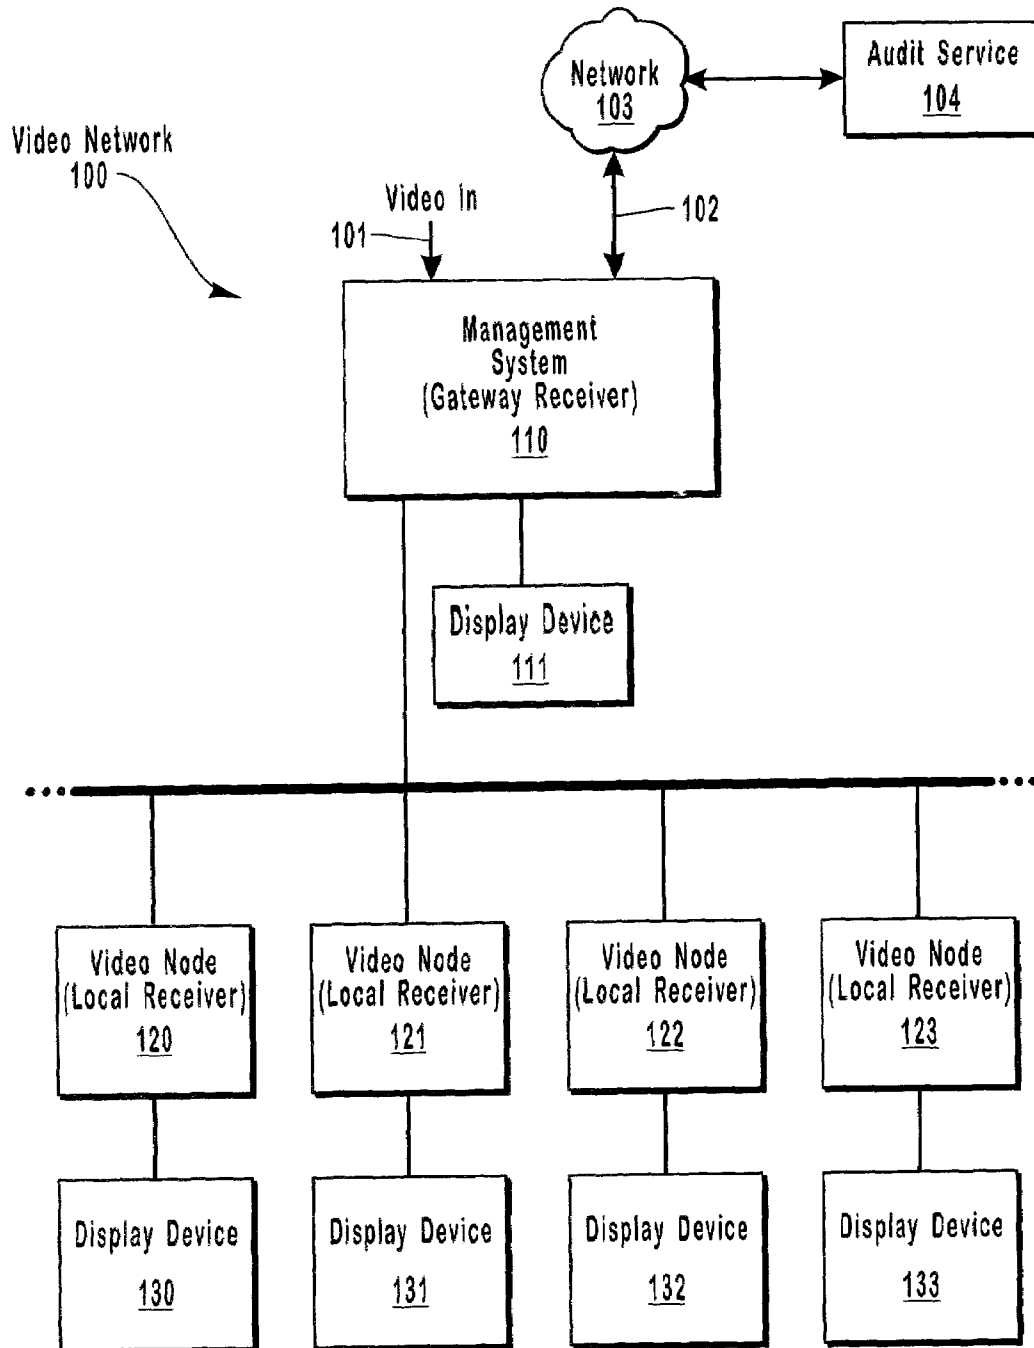 Network
103
Audit Service
104
Video Network
100
Video In
101
102
Management
System
(Gateway Receiver)
110
Display Device
111
Video Node
(Local Receiver)
120
Video Node
(Local Receiver)
121
Video Node
(Local Receiver)
122
Video Node
(Local Receiver)
123
Display Device
130
Display Device
131
Display Device
132
Display Device
133